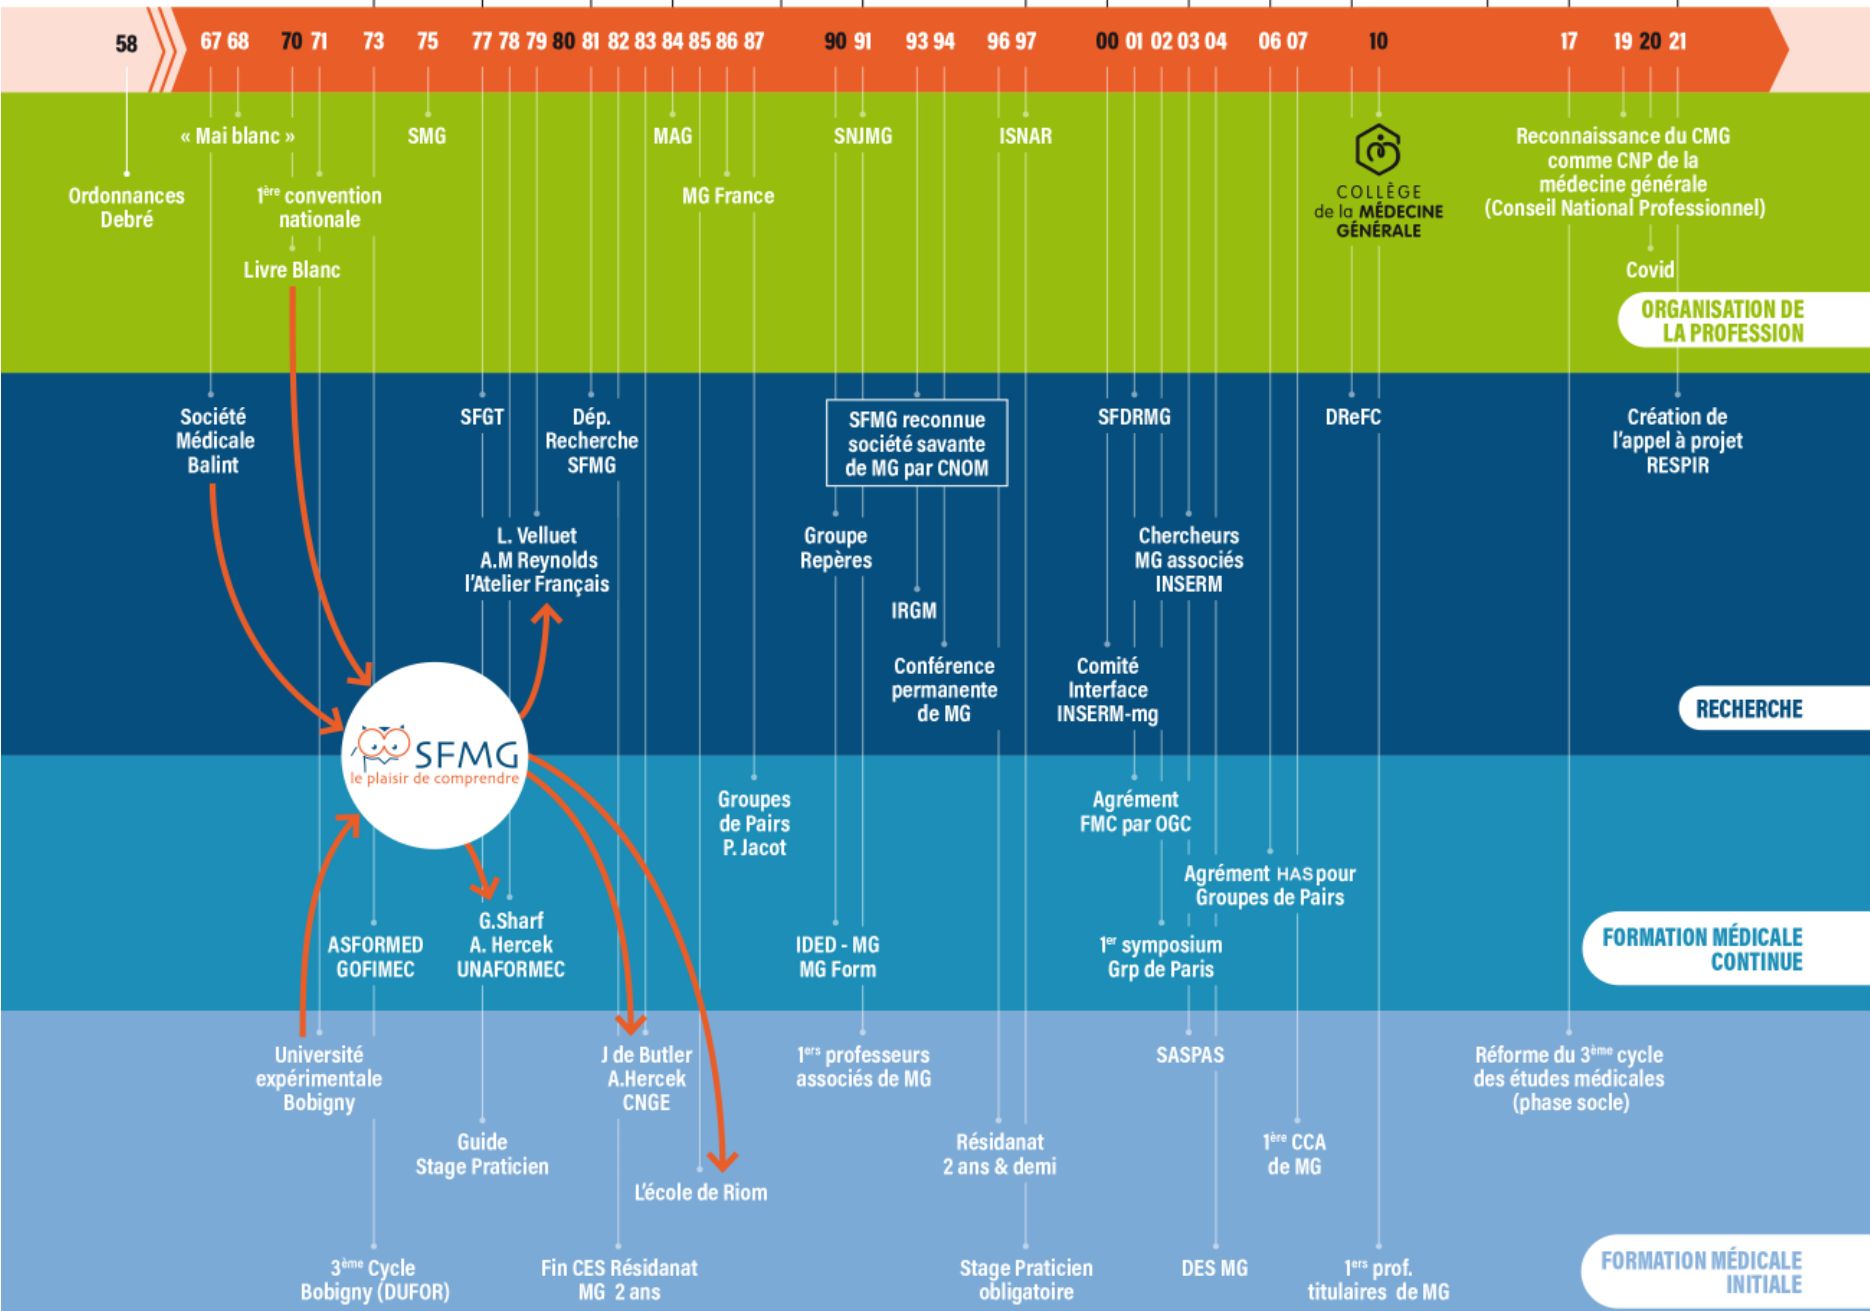 58 67 68 70 71 73 75 77 78 79 80 81 82 83 84 85 86 87 90 91 93 94 96 97 00 01 02 03 04 06 07 10 17 19 20 21
« Mai blanc »
SMG
MAG
SNJMG
ISNAR
Ordonnances
Debré
1ère convention
nationale
MG France
Livre Blanc
COLLÈGE
de la MÉDECINE
GÉNÉRALE
Reconnaissance du CMG
comme CNP de la
médecine générale
(Conseil National Professionnel)
Covid
ORGANISATION DE
LA PROFESSION
Société
Médicale
Balint
SFGT
Dép.
Recherche
SFMG
SFMG reconnue
société savante
de MG par CNOM
SFDRMG
DReFC
Création de
l'appel à projet
RESPIR
L. Velluet
A.M Reynolds
l'Atelier Français
Groupe
Repères
Chercheurs
MG associés
INSERM
IRGM
Conférence
permanente
de MG
Comité
Interface
INSERM-mg
RECHERCHE
SFMG
le plaisir de comprendre
Groupes
de Pairs
P. Jacot
Agrément
FMC par OGC
Agrément HAS pour
Groupes de Pairs
ASFORMED
GOFIMEC
G.Sharf
A. Hercek
UNAFORMEC
IDED - MG
MG Form
1er symposium
Grp de Paris
FORMATION MÉDICALE
CONTINUE
Université
expérimentale
Bobigny
J de Butler
A.Hercek
CNGE
1ers professeurs
associés de MG
SASPAS
Réforme du 3ème cycle
des études médicales
(phase socle)
Guide
Stage Praticien
L'école de Riom
Résidanat
2 ans & demi
1ère CCA
de MG
3ème Cycle
Bobigny (DUFOR)
Fin CES Résidanat
MG 2 ans
Stage Praticien
obligatoire
DES MG
1ers prof.
titulaires de MG
FORMATION MÉDICALE
INITIALE